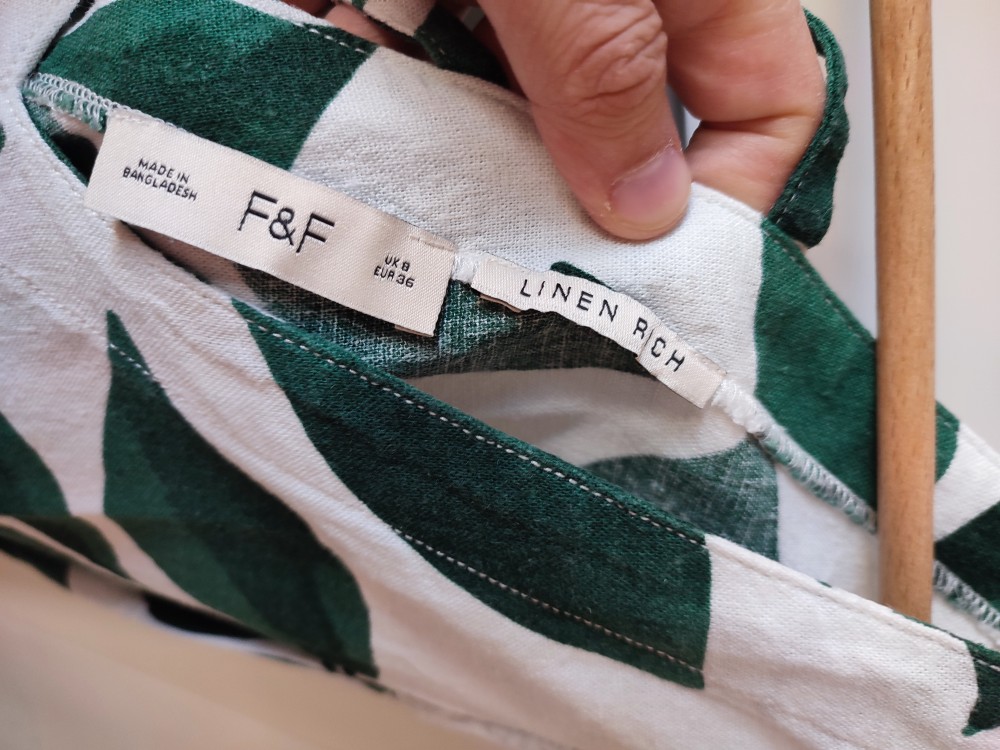 MADE IN
BANGLADESH
F&F
UK 8
EUR 36
LINEN RICH